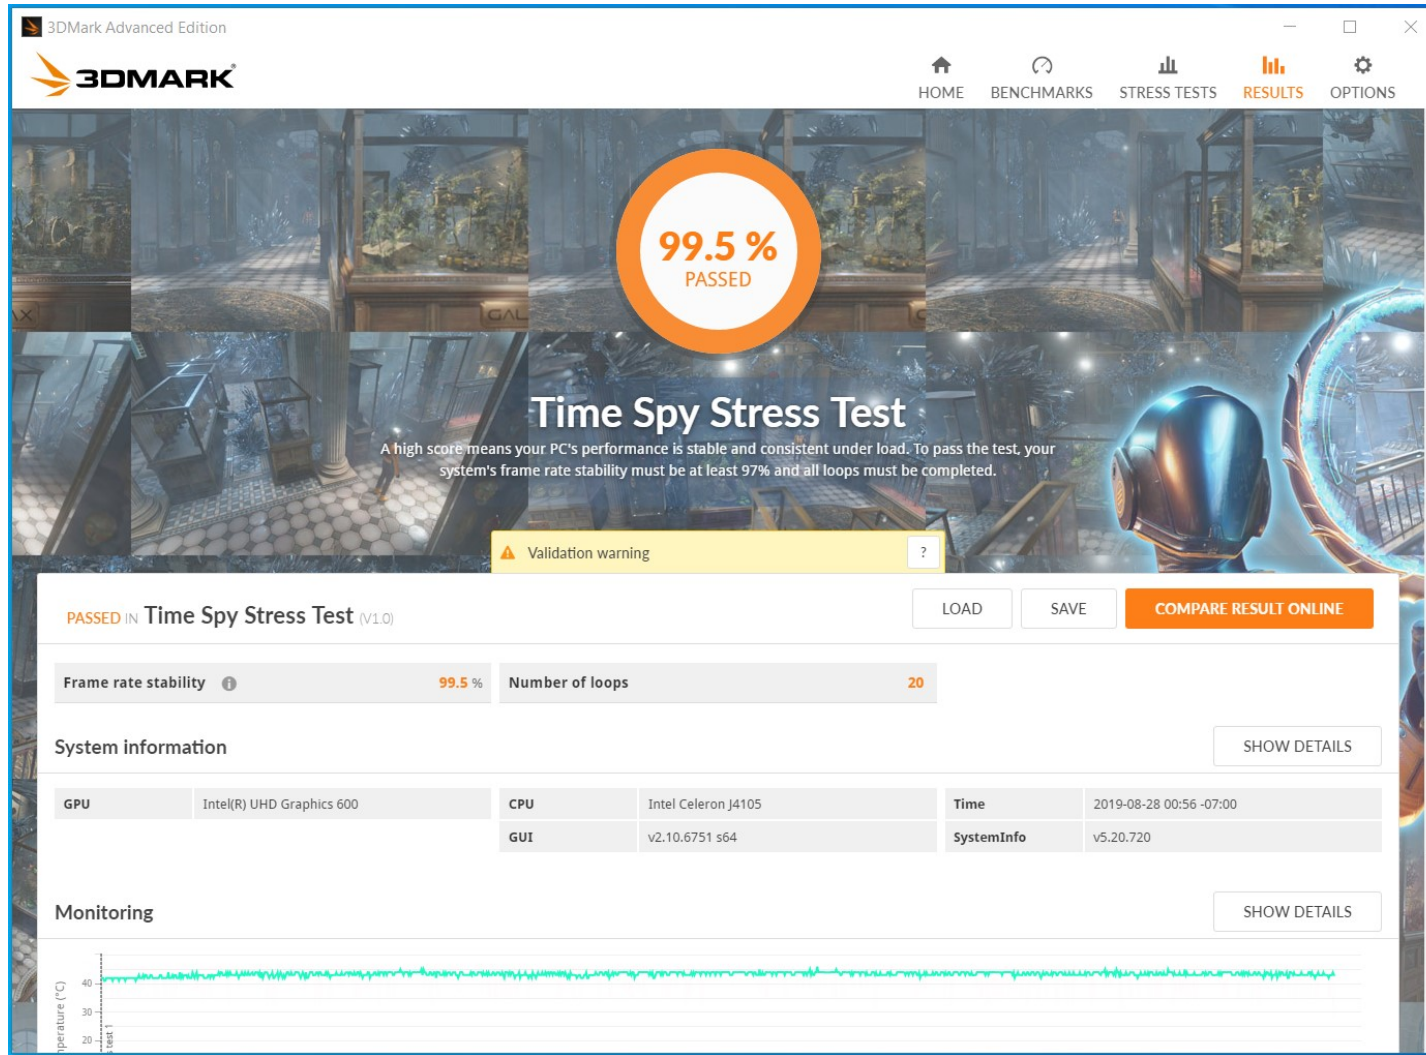 3DMark Advanced Edition
3DMARK
HOME BENCHMARKS STRESS TESTS RESULTS OPTIONS
99.5 %
PASSED
Time Spy Stress Test
A high score means your PC's performance is stable and consistent under load. To pass the test, your
system's frame rate stability must be at least 97% and all loops must be completed.
Validation warning ?
PASSED IN Time Spy Stress Test (V1.0) LOAD SAVE COMPARE RESULT ONLINE
Frame rate stability 99.5 % Number of loops 20
System information SHOW DETAILS
GPU Intel(R) UHD Graphics 600 CPU Intel Celeron J4105 Time 2019-08-28 00:56 -07:00
GUI v2.10.6751 s64 SystemInfo v5.20.720
Monitoring SHOW DETAILS
40
30
20